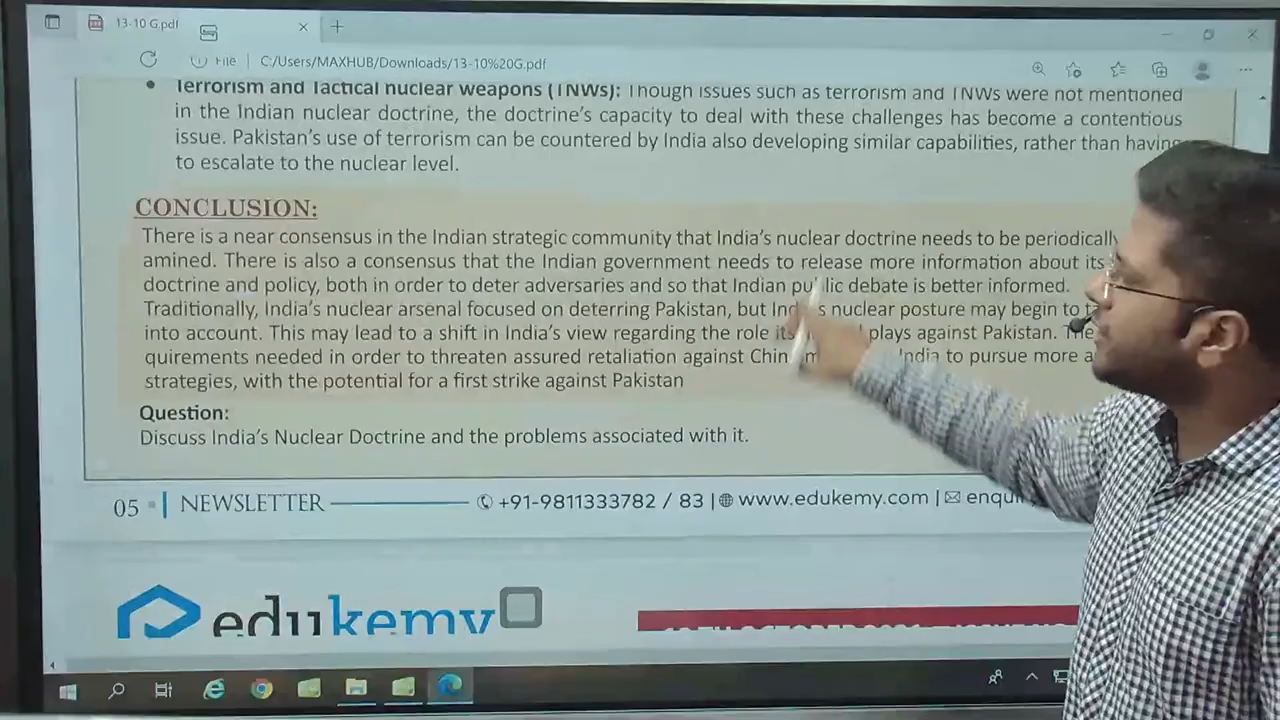 13-10 G.pdf
File
C:/Users/MAXHUB/Downloads/13-10%20G.pdf
• Terrorism and Tactical nuclear weapons (TNWs): Though issues such as terrorism and TNWs were not mentioned
in the Indian nuclear doctrine, the doctrine's capacity to deal with these challenges has become a contentious
issue. Pakistan's use of terrorism can be countered by India also developing similar capabilities, rather than having
to escalate to the nuclear level.
CONCLUSION:
There is a near consensus in the Indian strategic community that India's nuclear doctrine needs to be periodically
amined. There is also a consensus that the Indian government needs to release more information about its
doctrine and policy, both in order to deter adversaries and so that Indian public debate is better informed.
Traditionally, India's nuclear arsenal focused on deterring Pakistan, but nuclear posture may begin to
into account. This may lead to a shift in India's view regarding the role its plays against Pakistan.
quirements needed in order to threaten assured retaliation against India to pursue more
strategies, with the potential for a first strike against Pakistan
Question:
Discuss India's Nuclear Doctrine and the problems associated with it.
05 NEWSLETTER +91-9811333782 / 83 | www.edukemy.com |
edukemy